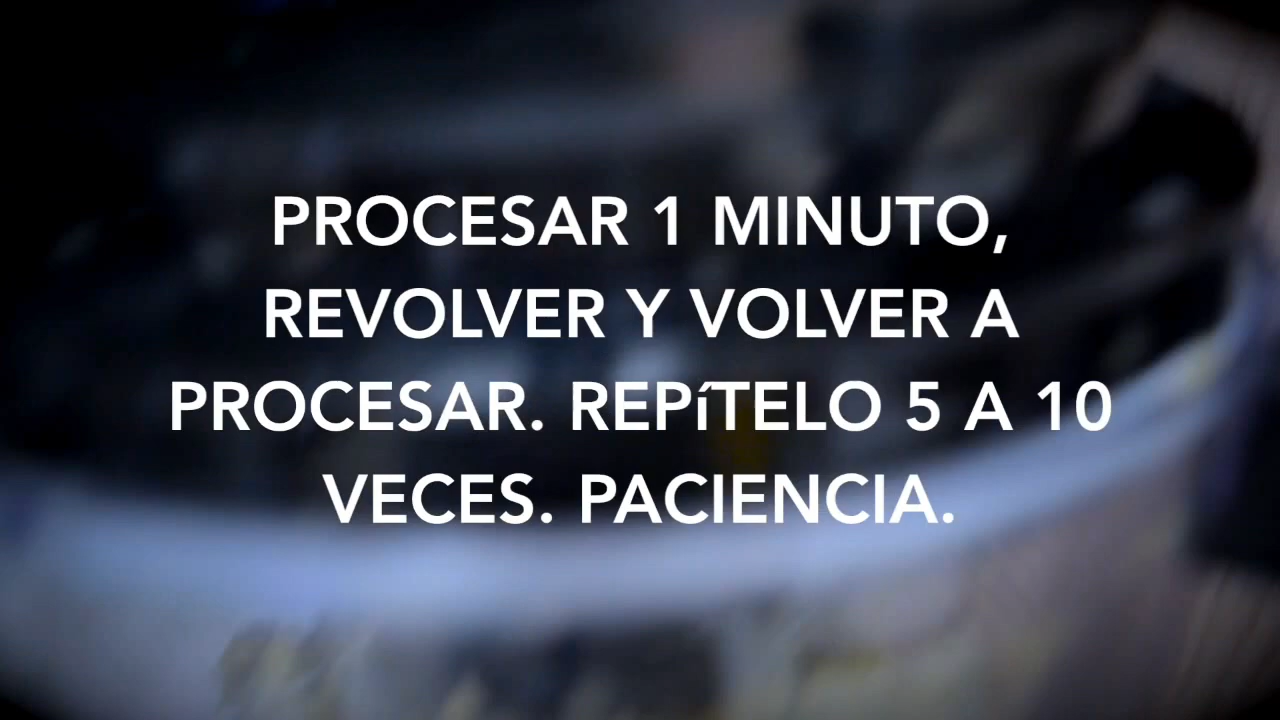 PROCESAR 1 MINUTO,
REVOLVER Y VOLVER A
PROCESAR. REPíTELO 5 A 10
VECES. PACIENCIA.